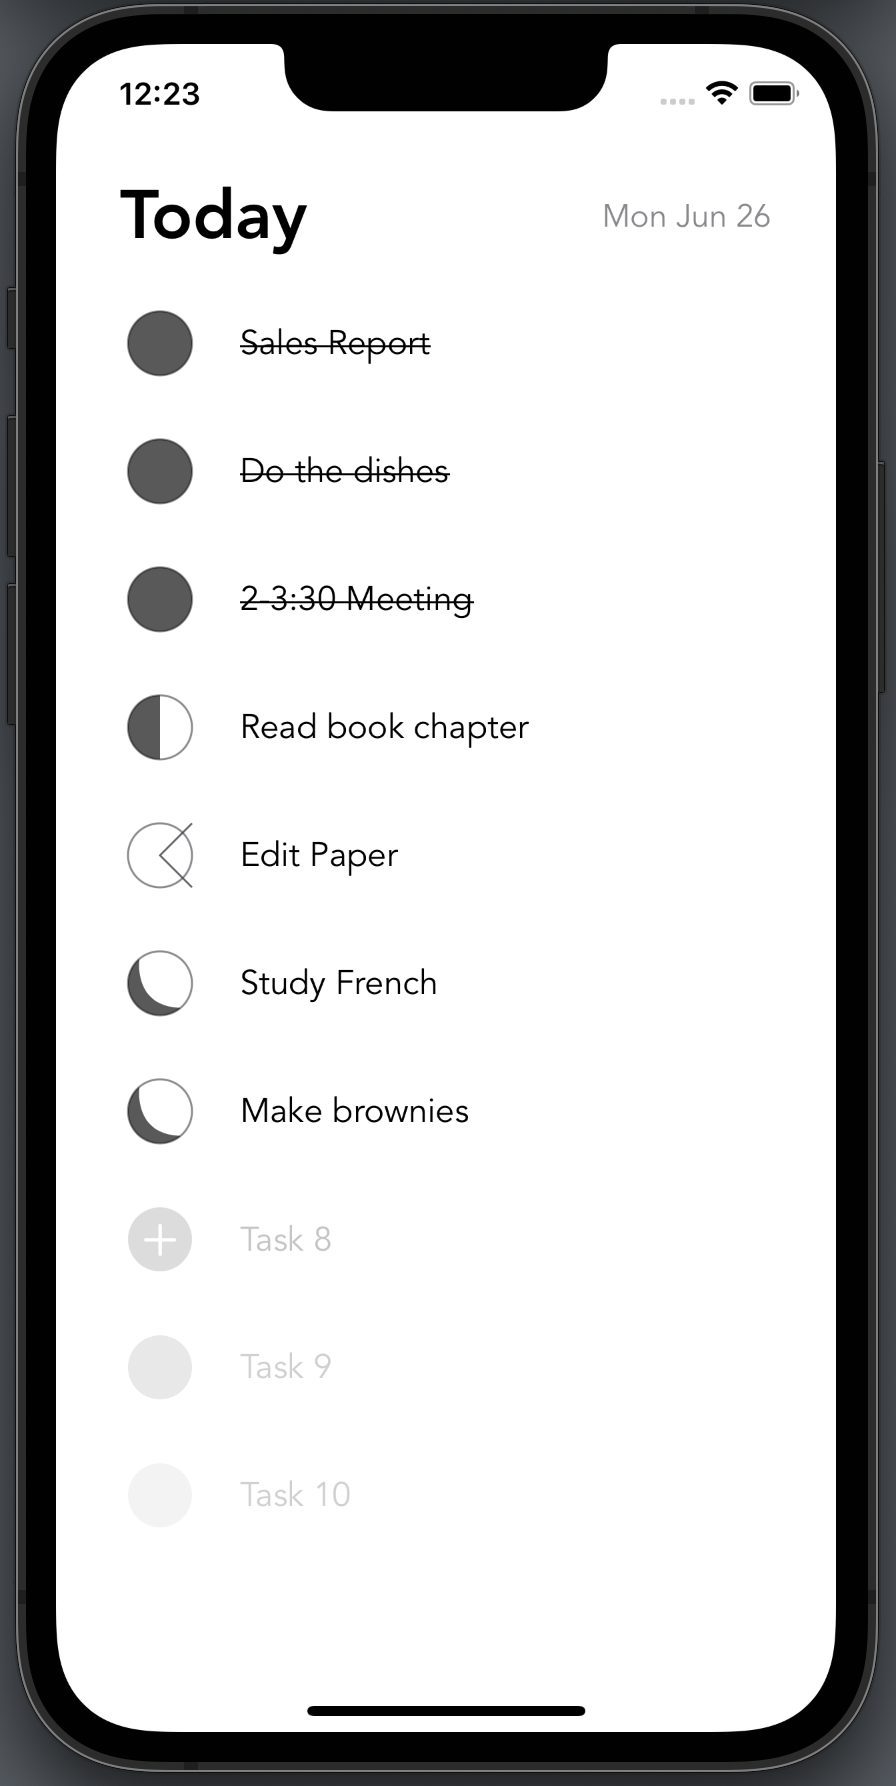 12:23
Today
Mon Jun 26
Sales Report
Do the dishes
2-3:30 Meeting
Read book chapter
Edit Paper
Study French
Make brownies
Task 8
Task 9
Task 10